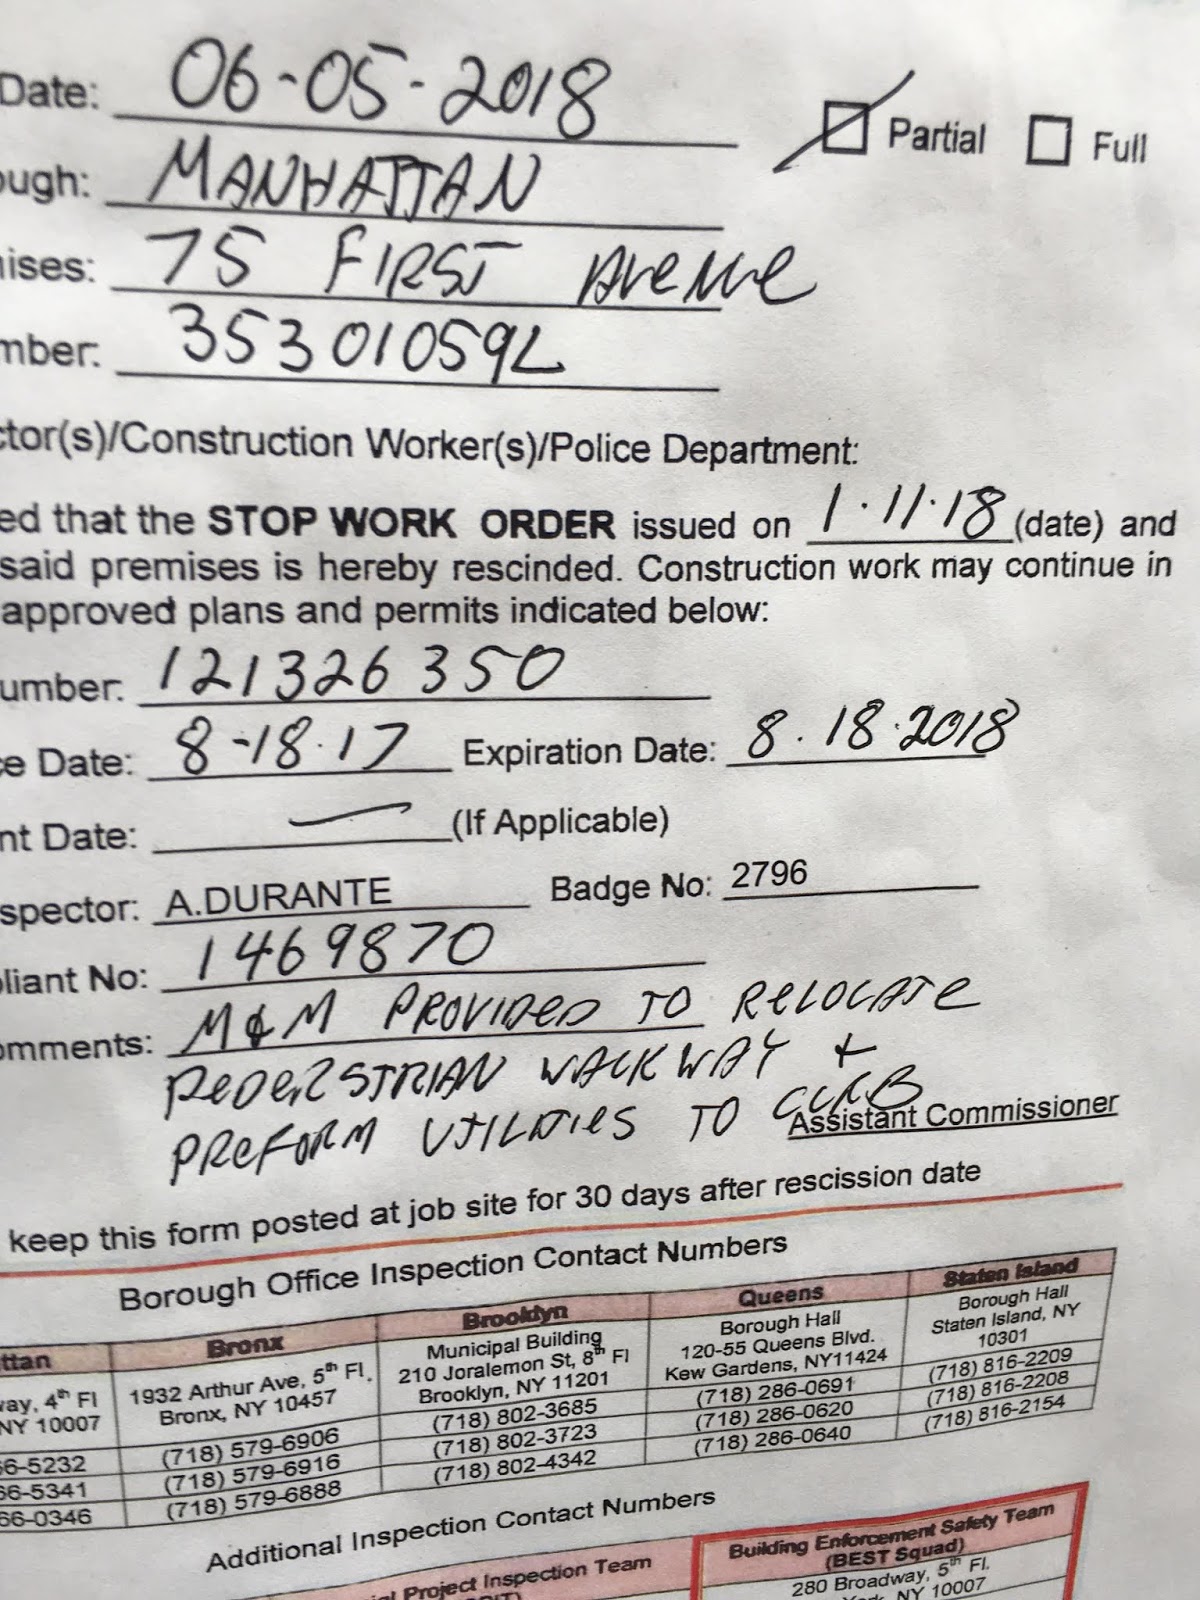 Date: 06-05-2018
Partial Full
ough: MANHATTAN
ises: 75 FIRST Avenue
mber: 35301059L
ctor(s)/Construction Worker(s)/Police Department:
ed that the STOP WORK ORDER issued on 1.11.18 (date) and
said premises is hereby rescinded. Construction work may continue in
approved plans and permits indicated below:
umber: 121326350
e Date: 8-18.17 Expiration Date: 8.18.2018
nt Date: — (If Applicable)
spector: A.DURANTE Badge No: 2796
liant No: 1469870
omments: M&M PROVIDED TO RELOCATE
PEDERSTRIAN WALKWAY +
PREFORM UTILITIES TO CURB
Assistant Commissioner
keep this form posted at job site for 30 days after rescission date
Borough Office Inspection Contact Numbers
ttan Bronx Brooklyn Queens Staten Island
way, 4th Fl
NY 10007
66-5232
66-5341
66-0346
1932 Arthur Ave, 5th Fl.
Bronx, NY 10457
(718) 579-6906
(718) 579-6916
(718) 579-6888
Municipal Building
210 Joralemon St, 8th Fl
Brooklyn, NY 11201
(718) 802-3685
(718) 802-3723
(718) 802-4342
Borough Hall
120-55 Queens Blvd.
Kew Gardens, NY11424
(718) 286-0691
(718) 286-0620
(718) 286-0640
Borough Hall
Staten Island, NY
10301
(718) 816-2209
(718) 816-2208
(718) 816-2154
Additional Inspection Contact Numbers
Project Inspection Team
Building Enforcement Safety Team
(BEST Squad)
280 Broadway, 5th Fl.
York, NY 10007